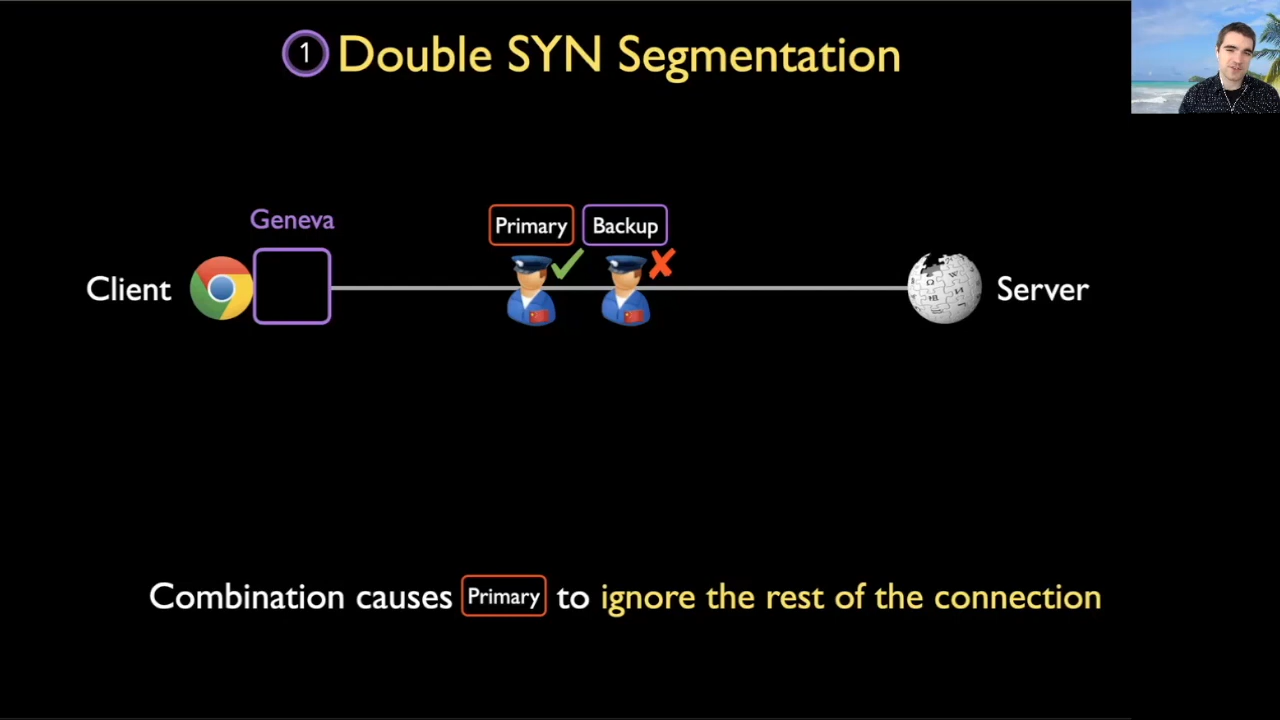 1 Double SYN Segmentation
Geneva
Primary Backup
Client
Server
Combination causes Primary to ignore the rest of the connection